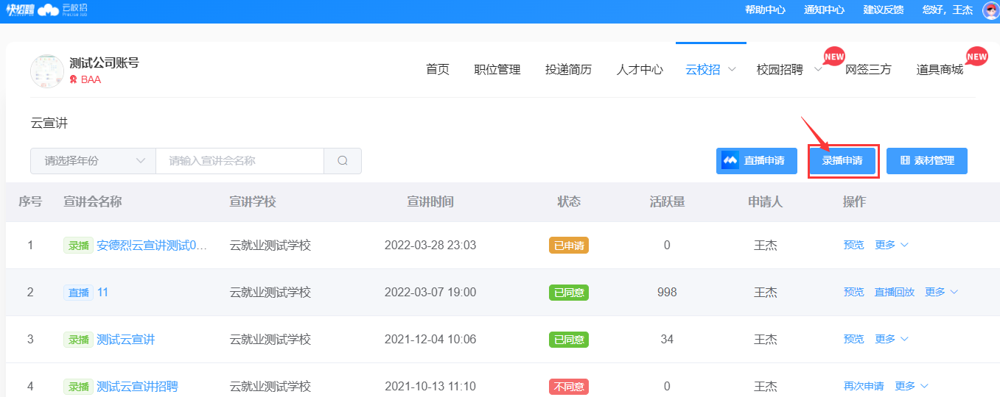 快招聘 云校招 帮助中心 通知中心 建议反馈 您好，王杰
Precise Job
测试公司账号
BAA
首页 职位管理 投递简历 人才中心 云校招 校园招聘 NEW 网签三方 道具商城 NEW
云宣讲
请选择年份 请输入宣讲会名称 直播申请 录播申请 素材管理
序号 宣讲会名称 宣讲学校 宣讲时间 状态 活跃量 申请人 操作
1 录播 安德烈云宣讲测试0... 云就业测试学校 2022-03-28 23:03 已申请 0 王杰 预览 更多
2 直播 11 云就业测试学校 2022-03-07 19:00 已同意 998 王杰 预览 直播回放 更多
3 录播 测试云宣讲 云就业测试学校 2021-12-04 10:06 已同意 34 王杰 预览 更多
4 录播 测试云宣讲招聘 云就业测试学校 2021-10-13 11:10 不同意 0 王杰 再次申请 更多